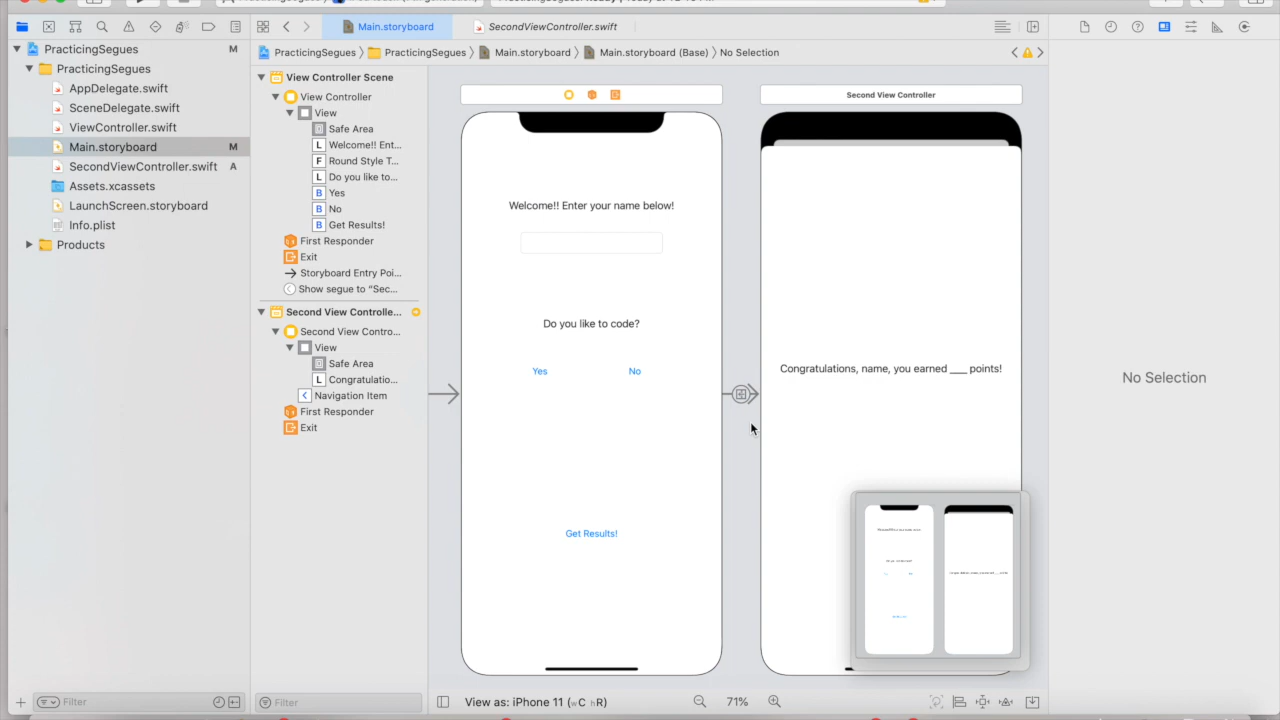 Main.storyboard
SecondViewController.swift
PracticingSegues
M
PracticingSegues
AppDelegate.swift
SceneDelegate.swift
ViewController.swift
Main.storyboard
M
SecondViewController.swift
A
Assets.xcassets
LaunchScreen.storyboard
Info.plist
Products
Filter
PracticingSegues
PracticingSegues
Main.storyboard
Main.storyboard (Base)
No Selection
View Controller Scene
View Controller
View
Safe Area
L Welcome!! Ent...
F Round Style T...
L Do you like to...
B Yes
B No
B Get Results!
First Responder
Exit
Storyboard Entry Poi...
Show segue to “Sec...
Second View Controlle...
Second View Contro...
View
Safe Area
L Congratulatio...
Navigation Item
First Responder
Exit
Filter
Welcome!! Enter your name below!
Do you like to code?
Yes
No
Get Results!
Second View Controller
Congratulations, name, you earned ___ points!
View as: iPhone 11 (wC hR)
71%
No Selection